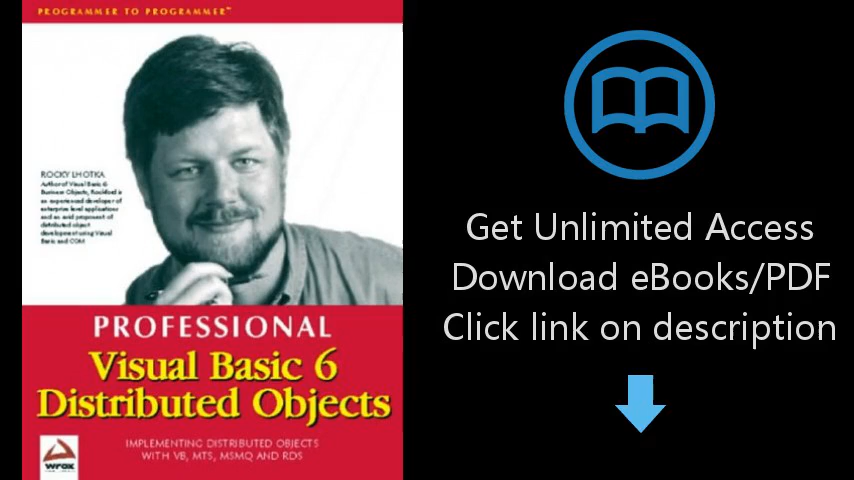 PROGRAMMER TO PROGRAMMER™
ROCKY LHOTKA
Author of Visual Basic 6
Business Objects, Rockford is
an experienced developer of
enterprise level applications
and an avid proponent of
distributed object
development using Visual
Basic and COM
PROFESSIONAL
Visual Basic 6
Distributed Objects
IMPLEMENTING DISTRIBUTED OBJECTS
WITH VB, MTS, MSMQ AND RDS
wrox
Get Unlimited Access
Download eBooks/PDF
Click link on description